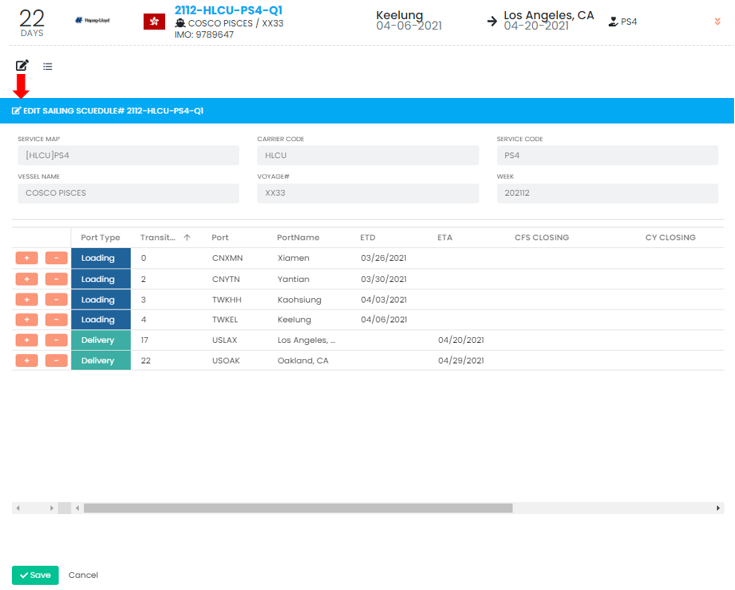 22
DAYS
Hapag-Lloyd
2112-HLCU-PS4-Q1
COSCO PISCES / XX33
IMO: 9789647
Keelung
04-06-2021
Los Angeles, CA
04-20-2021
PS4
EDIT SAILING SCUEDULE# 2112-HLCU-PS4-Q1
SERVICE MAP
CARRIER CODE
SERVICE CODE
[HLCU]PS4
HLCU
PS4
VESSEL NAME
VOYAGE#
WEEK
COSCO PISCES
XX33
202112
Port Type Transit... Port PortName ETD ETA CFS CLOSING CY CLOSING
+ - Loading 0 CNXMN Xiamen 03/26/2021
+ - Loading 2 CNYTN Yantian 03/30/2021
+ - Loading 3 TWKHH Kaohsiung 04/03/2021
+ - Loading 4 TWKEL Keelung 04/06/2021
+ - Delivery 17 USLAX Los Angeles, ... 04/20/2021
+ - Delivery 22 USOAK Oakland, CA 04/29/2021
Save Cancel